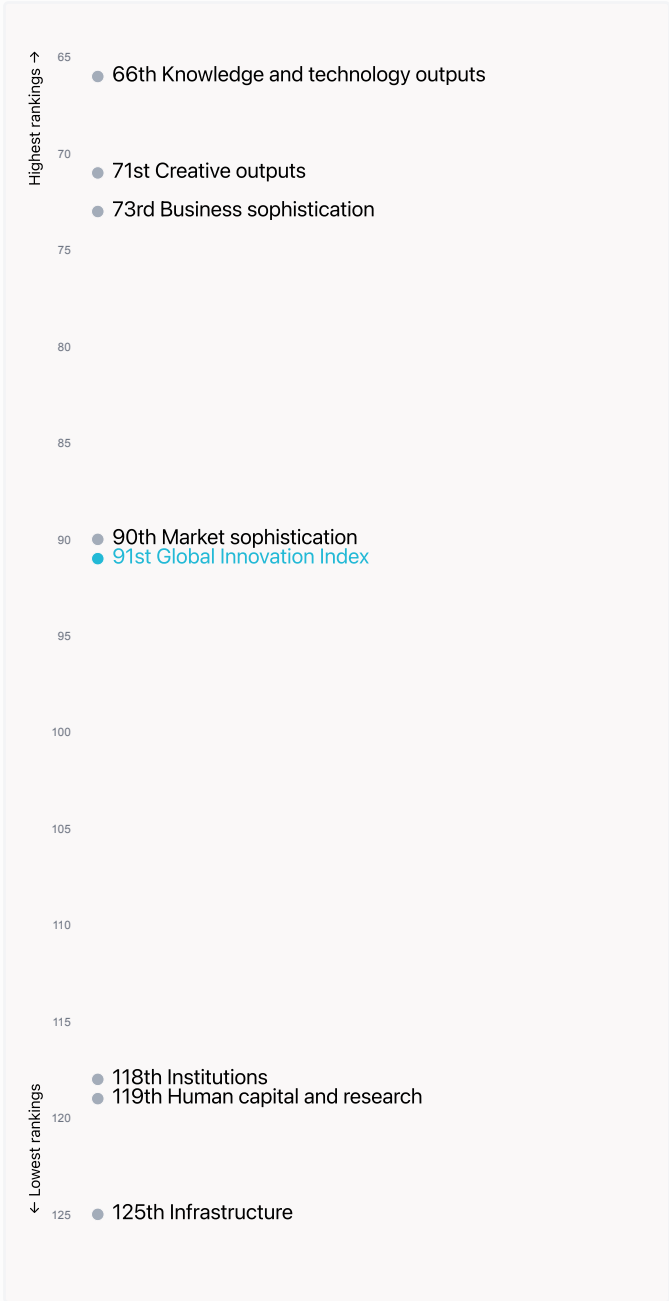 Highest rankings →
65
66th Knowledge and technology outputs
70
71st Creative outputs
73rd Business sophistication
75
80
85
90
90th Market sophistication
91st Global Innovation Index
95
100
105
110
115
118th Institutions
119th Human capital and research
120
← Lowest rankings
125
125th Infrastructure